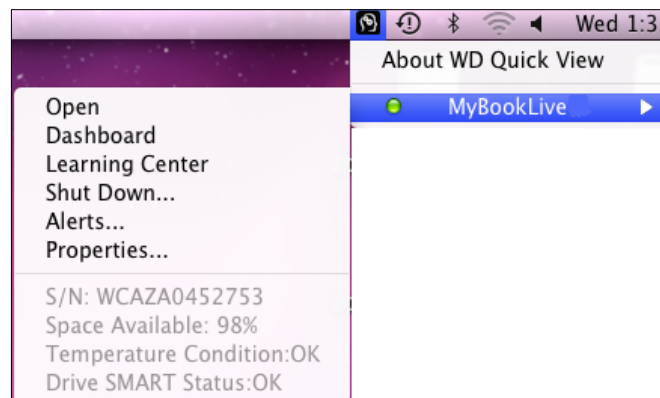 Wed 1:3
About WD Quick View
MyBookLive
Open
Dashboard
Learning Center
Shut Down...
Alerts...
Properties...
S/N: WCAZA0452753
Space Available: 98%
Temperature Condition:OK
Drive SMART Status:OK